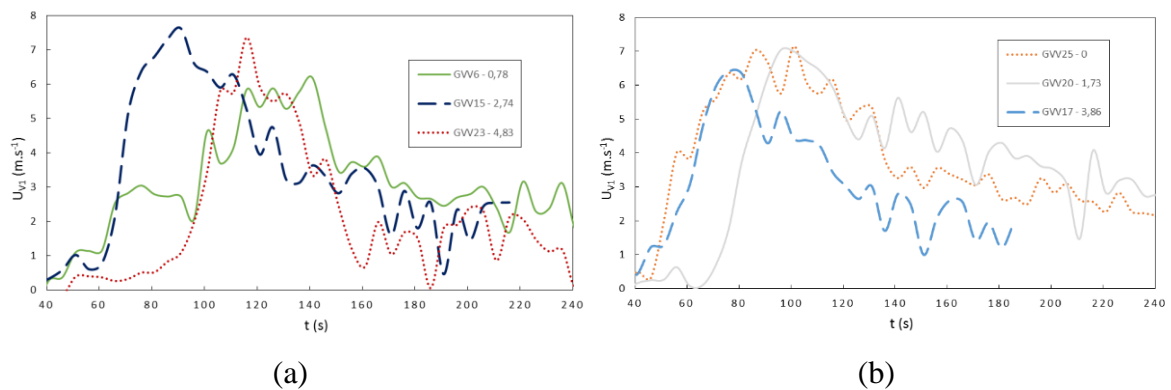 8
7
6
5
4
3
2
1
0
U_V1 (m.s⁻¹)
GVV6 - 0,78
GVV15 - 2,74
GVV23 - 4,83
40 60 80 100 120 140 160 180 200 220 240
t (s)
(a)
8
7
6
5
4
3
2
1
0
U_V1 (m.s⁻¹)
GVV25 - 0
GVV20 - 1,73
GVV17 - 3,86
40 60 80 100 120 140 160 180 200 220 240
t (s)
(b)